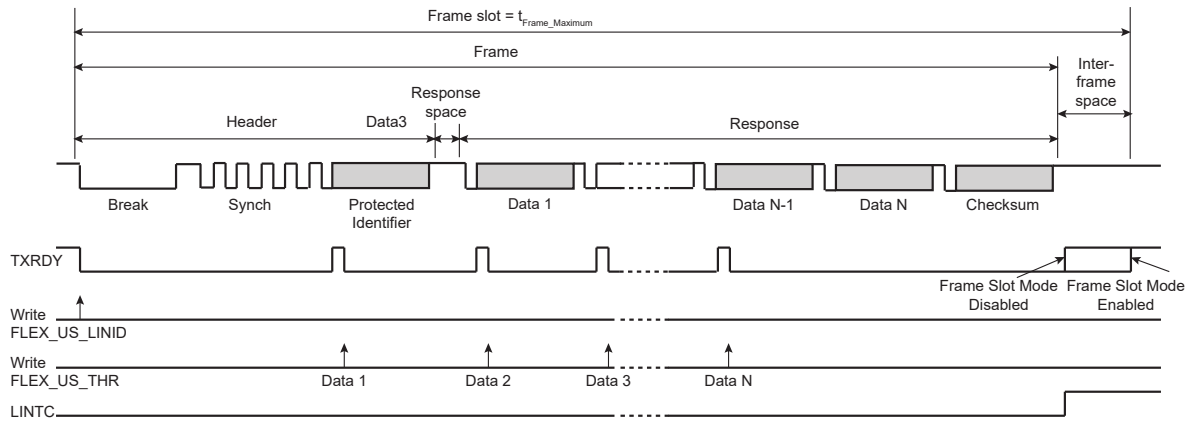 Frame slot = tFrame_Maximum
Frame
Inter-
frame
space
Response
space
Header
Data3
Response
Break
Synch
Protected
Identifier
Data 1
Data N-1
Data N
Checksum
TXRDY
Frame Slot Mode
Disabled
Frame Slot Mode
Enabled
Write
FLEX_US_LINID
Write
FLEX_US_THR
Data 1
Data 2
Data 3
Data N
LINTC